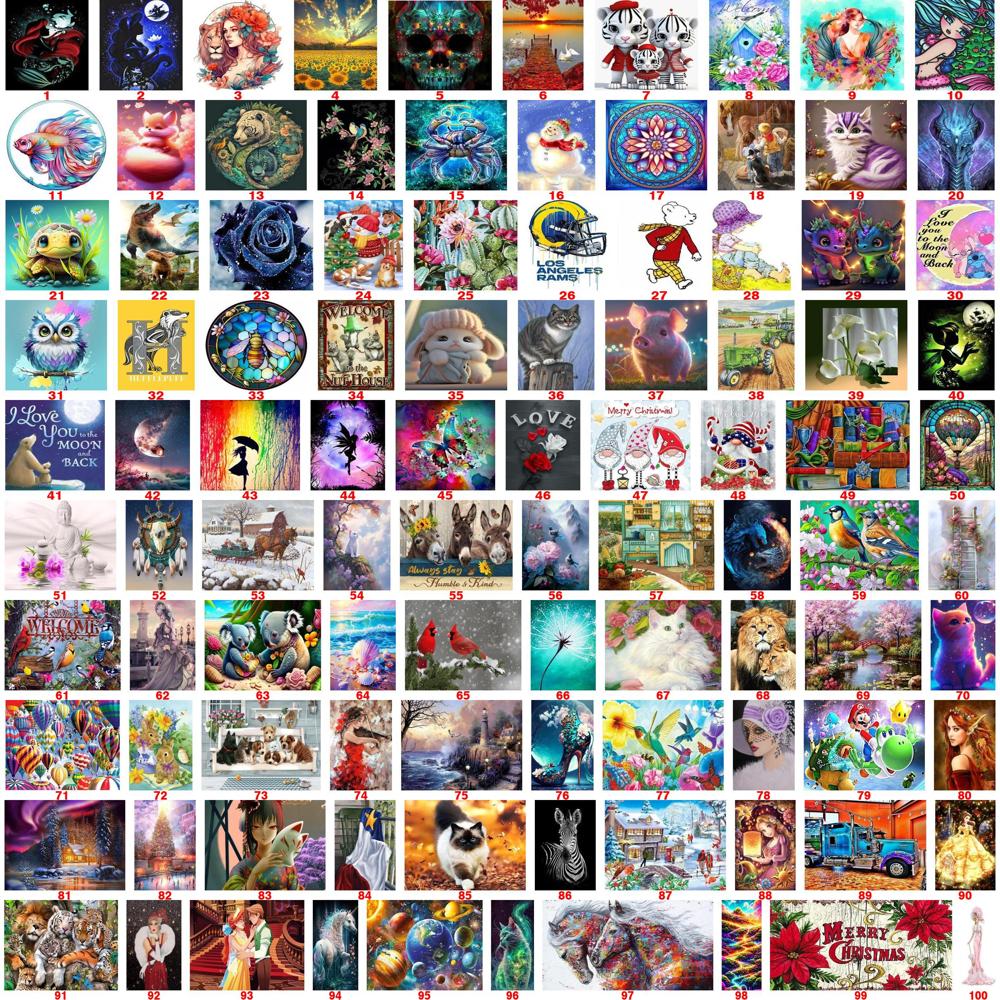 Welcome
1 2 3 4 5 6 7 8 9 10
11 12 13 14 15 16 17 18 19 20
LOS ANGELES
RAMS
I Love
you
to the
Moon
and
Back
21 22 23 24 25 26 27 28 29 30
H
HUFFLEPUFF
WELCOME
to the
NUT HOUSE
31 32 33 34 35 36 37 38 39 40
I Love
You to the
MOON
and
BACK
LOVE
Merry Christmas!
41 42 43 44 45 46 47 48 49 50
Always stay
Humble & Kind
51 52 53 54 55 56 57 58 59 60
WELCOME
61 62 63 64 65 66 67 68 69 70
71 72 73 74 75 76 77 78 79 80
81 82 83 84 85 86 87 88 99 90
MERRY
CHRISTMAS
91 92 93 94 95 96 97 98 99 100